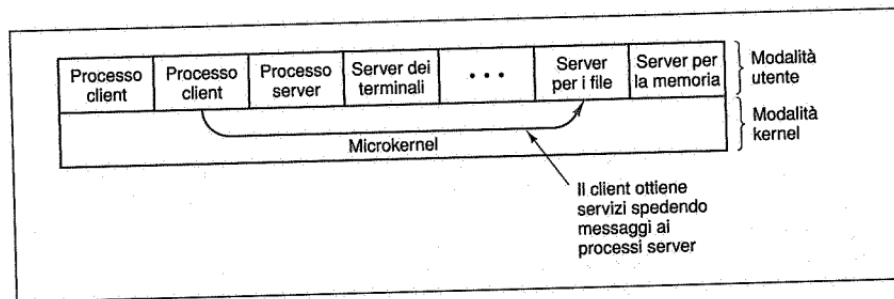 Processo
client
Processo
client
Processo
server
Server dei
terminali
• • •
Server
per i file
Server per
la memoria
Modalità
utente
Microkernel
Modalità
kernel
Il client ottiene
servizi spedendo
messaggi ai
processi server